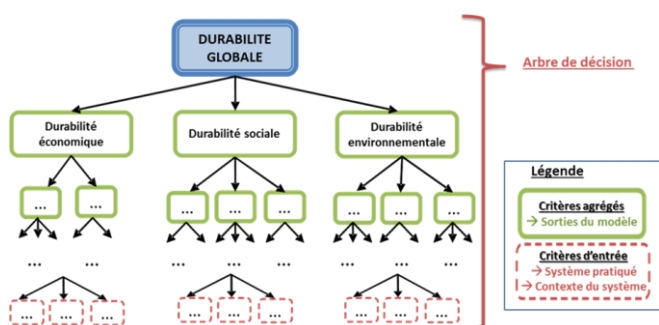 DURABILITE
GLOBALE
Arbre de décision
Durabilité
économique
Durabilité sociale
Durabilité
environnementale
... ... ... ... ... ... ... ...
... ... ... ... ... ...
... ... ... ... ... ... ... ... ...
Légende
Critères agrégés
→ Sorties du modèle
Critères d'entrée
→ Système pratiqué
→ Contexte du système